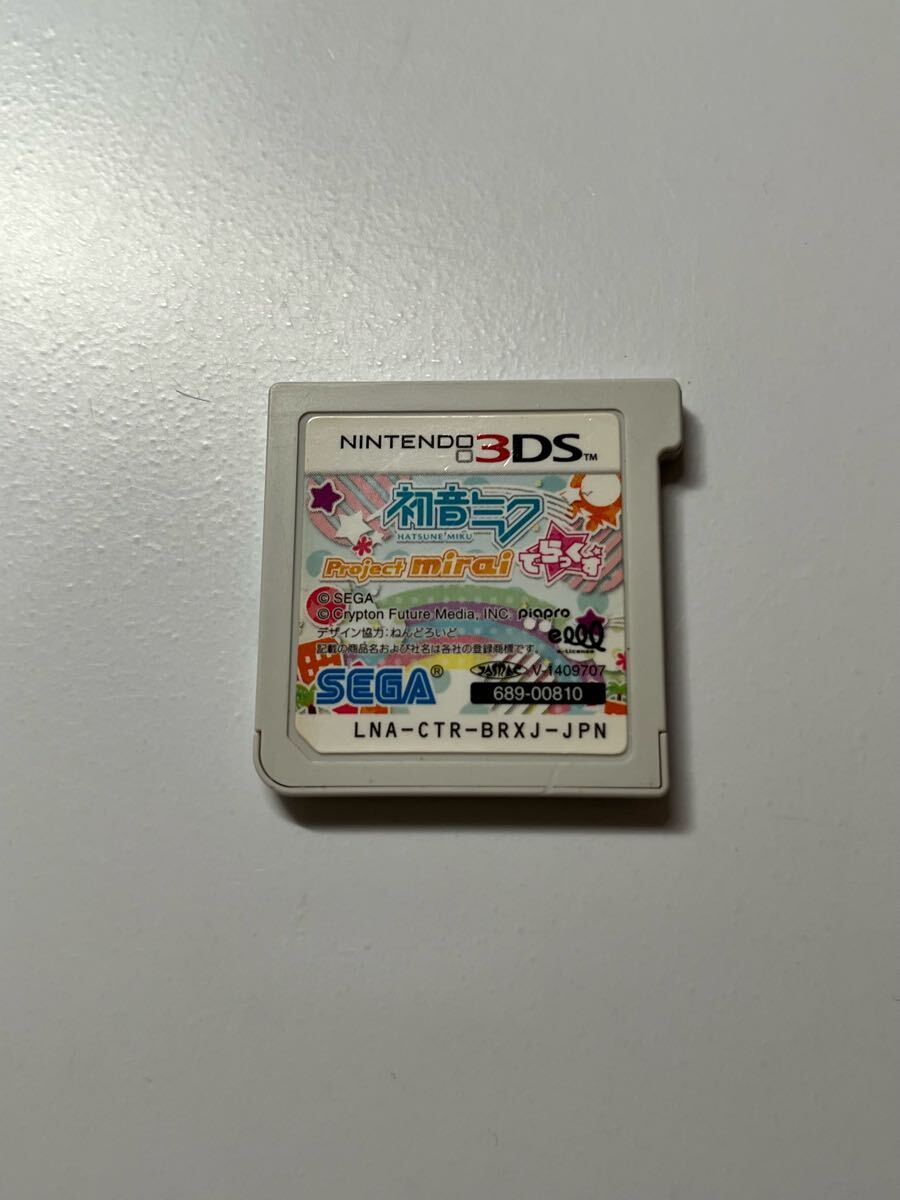 NINTENDO 3DS™
初音ミク
HATSUNE MIKU
Project mirai でらっくす
© SEGA
© Crypton Future Media, INC. piapro
デザイン協力:ねんどろいど
記載の商品名および社名は各社の登録商標です。
e-License
SEGA®
JASRAC V-1409707
689-00810
LNA-CTR-BRXJ-JPN